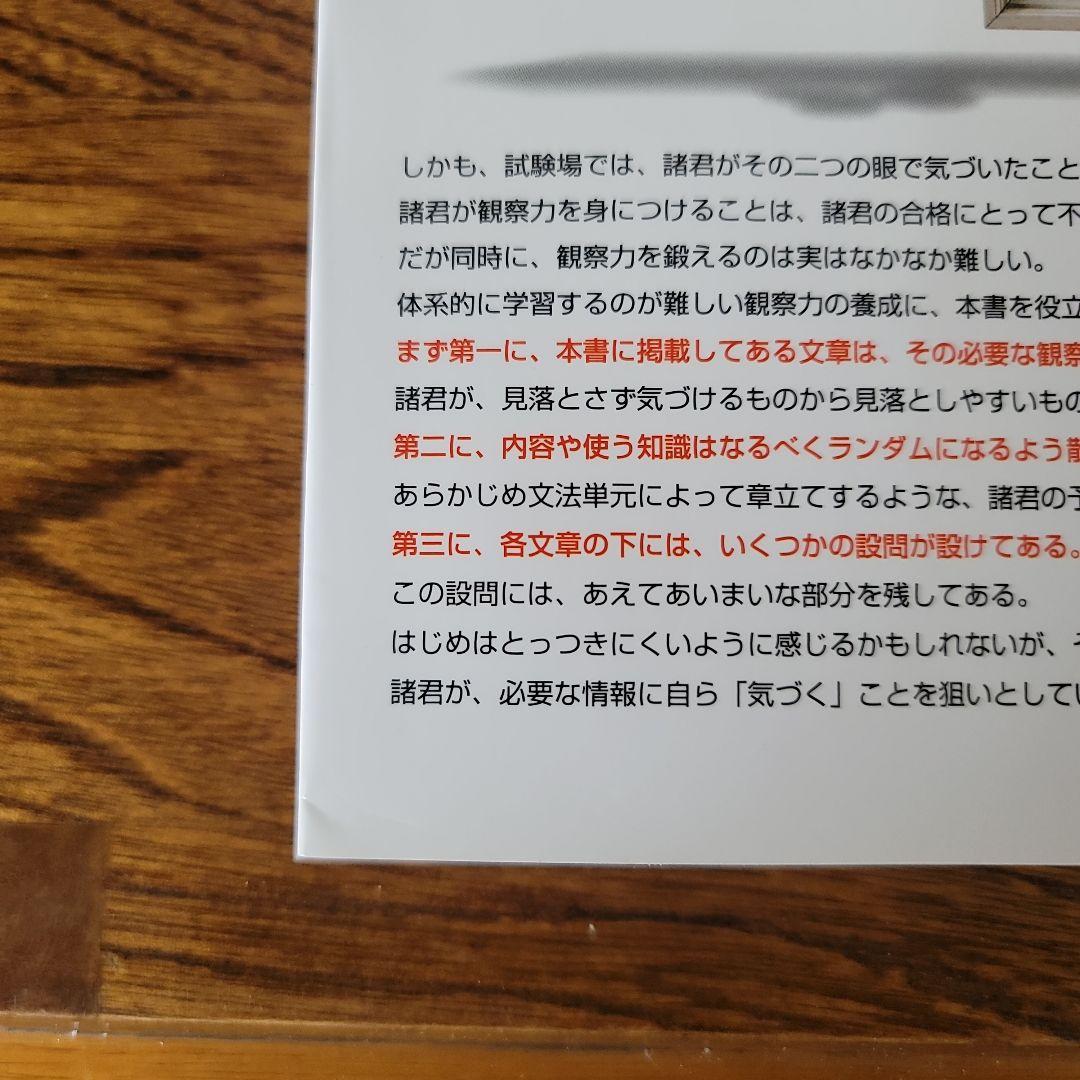 しかも、試験場では、諸君がその二つの眼で気づいたこと
諸君が観察力を身につけることは、諸君の合格にとって不
だが同時に、観察力を鍛えるのは実はなかなか難しい。
体系的に学習するのが難しい観察力の養成に、本書を役立
まず第一に、本書に掲載してある文章は、その必要な観察
諸君が、見落とさず気づけるものから見落としやすいもの
第二に、内容や使う知識はなるべくランダムになるよう散
あらかじめ文法単元によって章立てするような、諸君の予
第三に、各文章の下には、いくつかの設問が設けてある。
この設問には、あえてあいまいな部分を残してある。
はじめはとっつきにくいように感じるかもしれないが、そ
諸君が、必要な情報に自ら「気づく」ことを狙いとしてい